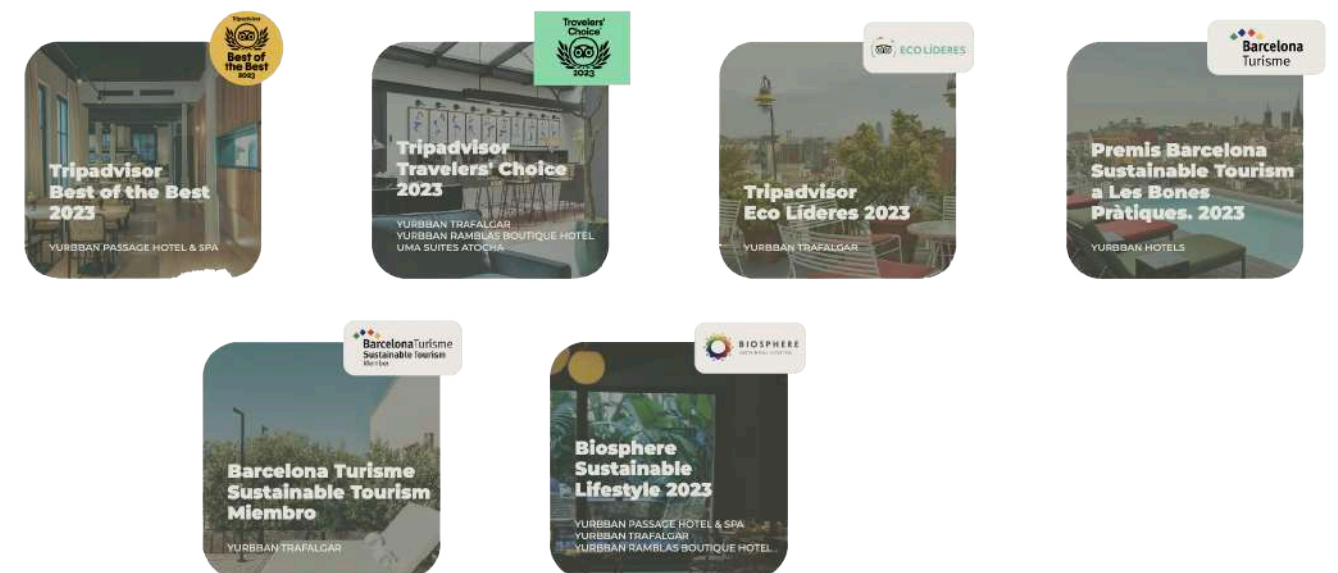 Tripadvisor
Best of
the Best
2023
Tripadvisor
Best of the Best
2023
YURBBAN PASSAGE HOTEL & SPA
Travelers'
Choice
2023
Tripadvisor
Travelers' Choice
2023
YURBBAN TRAFALGAR
YURBBAN RAMBLAS BOUTIQUE HOTEL
UMA SUITES ATOCHA
ECOLÍDERES
Tripadvisor
Eco Líderes 2023
YURBBAN TRAFALGAR
Barcelona
Turisme
Premis Barcelona
Sustainable Tourism
a Les Bones
Pràtiques. 2023
YURBBAN HOTELS
BarcelonaTurisme
Sustainable Tourism
Member
Barcelona Turisme
Sustainable Tourism
Miembro
YURBBAN TRAFALGAR
BIOSPHERE
Biosphere
Sustainable
Lifestyle 2023
YURBBAN PASSAGE HOTEL & SPA
YURBBAN TRAFALGAR
YURBBAN RAMBLAS BOUTIQUE HOTEL